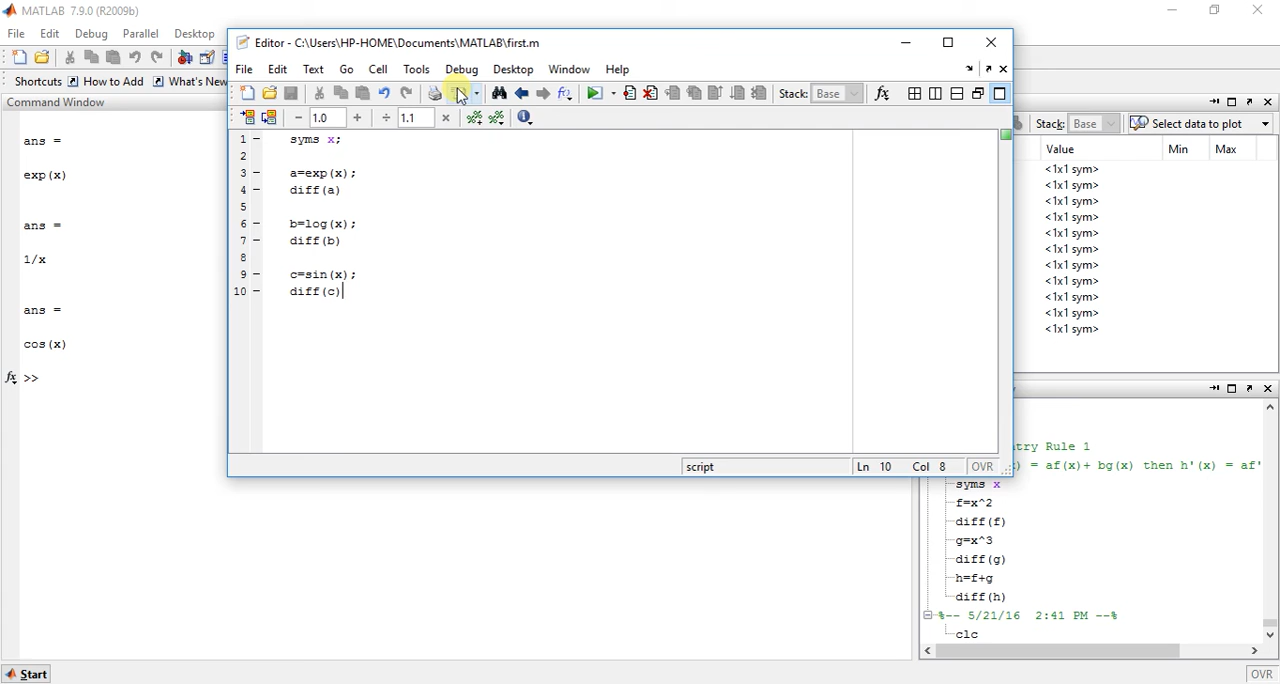 MATLAB 7.9.0 (R2009b)
File Edit Debug Parallel Desktop
Shortcuts How to Add What's New
Command Window
ans =
exp(x)
ans =
1/x
ans =
cos(x)
fx >>
Editor - C:\Users\HP-HOME\Documents\MATLAB\first.m
File Edit Text Go Cell Tools Debug Desktop Window Help
Stack: Base fx
− 1.0 + ÷ 1.1 ×
1 – syms x;
2
3 – a=exp(x);
4 – diff(a)
5
6 – b=log(x);
7 – diff(b)
8
9 – c=sin(x);
10 – diff(c)
script Ln 10 Col 8 OVR
Stack: Base Select data to plot
Value Min Max
<1x1 sym>
<1x1 sym>
<1x1 sym>
<1x1 sym>
<1x1 sym>
<1x1 sym>
<1x1 sym>
<1x1 sym>
<1x1 sym>
<1x1 sym>
<1x1 sym>
try Rule 1
) = af(x)+ bg(x) then h'(x) = af'
syms x
f=x^2
diff(f)
g=x^3
diff(g)
h=f+g
diff(h)
%-- 5/21/16 2:41 PM --%
clc
Start
OVR